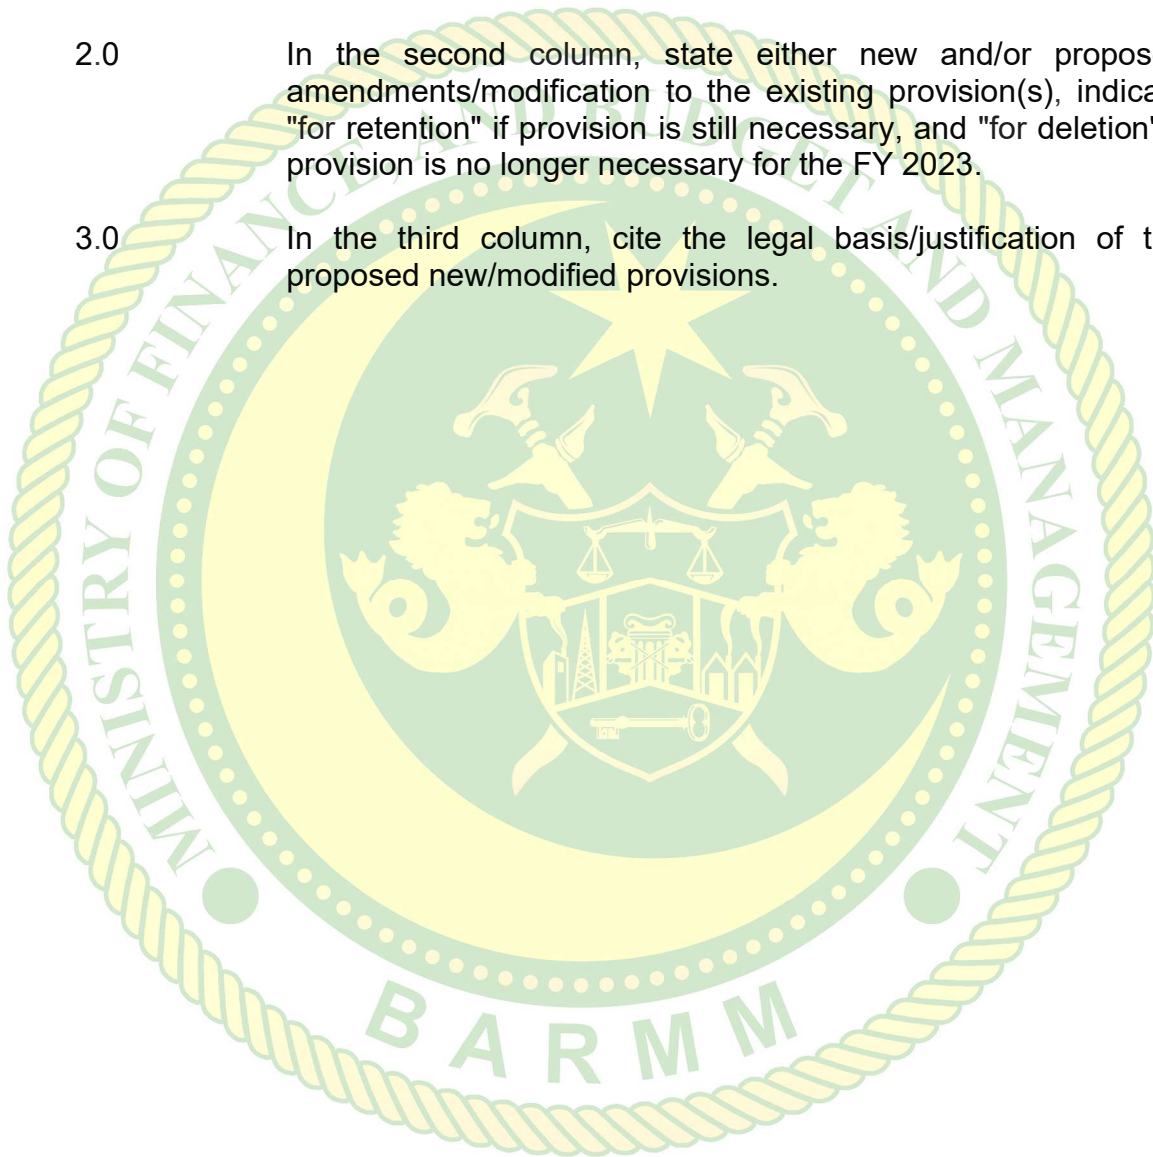 2.0 In the second column, state either new and/or propos
amendments/modification to the existing provision(s), indica
"for retention" if provision is still necessary, and "for deletion"
provision is no longer necessary for the FY 2023.
3.0 In the third column, cite the legal basis/justification of t
proposed new/modified provisions.
MINISTRY OF FINANCE, AND BUDGET AND MANAGEMENT
BARMM